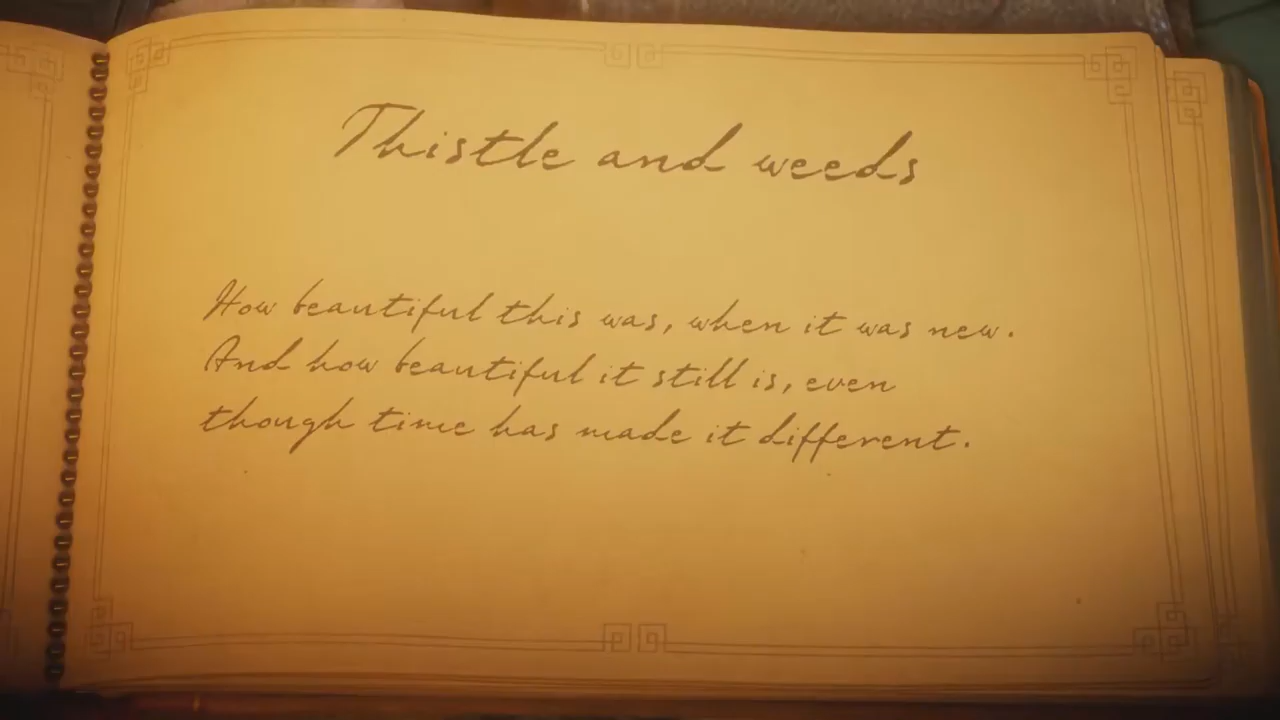 Thistle and weeds
How beautiful this was, when it was new.
And how beautiful it still is, even
though time has made it different.